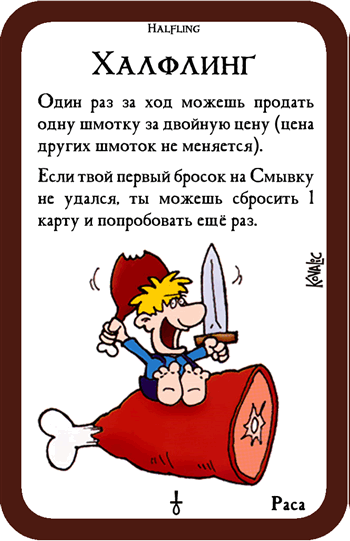 Halfling
Халфлинг
Один раз за ход можешь продать
одну шмотку за двойную цену (цена
других шмоток не меняется).
Если твой первый бросок на Смывку
не удался, ты можешь сбросить 1
карту и попробовать ещё раз.
Kovalic
Раса